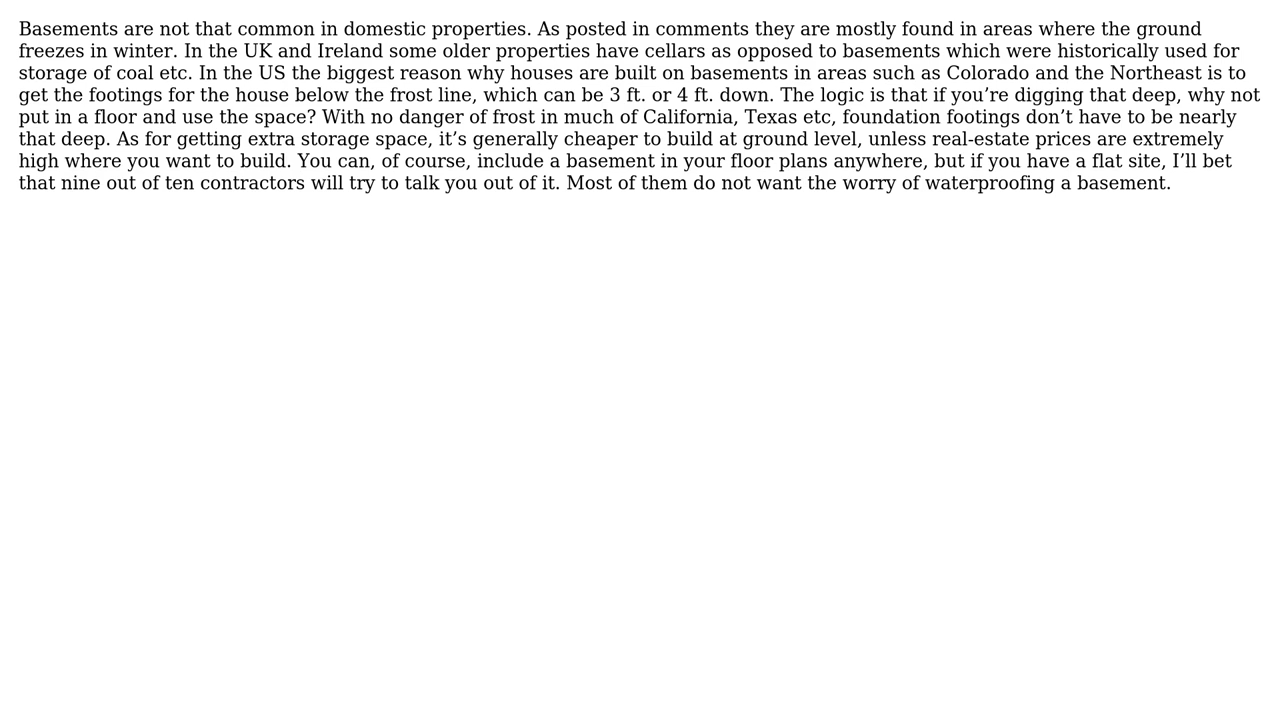 Basements are not that common in domestic properties. As posted in comments they are mostly found in areas where the ground
freezes in winter. In the UK and Ireland some older properties have cellars as opposed to basements which were historically used for
storage of coal etc. In the US the biggest reason why houses are built on basements in areas such as Colorado and the Northeast is to
get the footings for the house below the frost line, which can be 3 ft. or 4 ft. down. The logic is that if you’re digging that deep, why not
put in a floor and use the space? With no danger of frost in much of California, Texas etc, foundation footings don’t have to be nearly
that deep. As for getting extra storage space, it’s generally cheaper to build at ground level, unless real-estate prices are extremely
high where you want to build. You can, of course, include a basement in your floor plans anywhere, but if you have a flat site, I’ll bet
that nine out of ten contractors will try to talk you out of it. Most of them do not want the worry of waterproofing a basement.